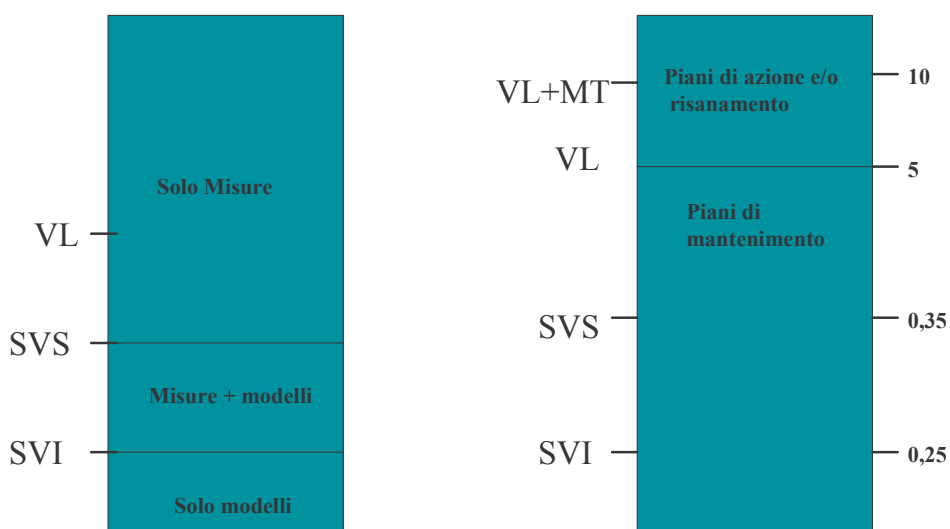 Solo Misure
VL
SVS
Misure + modelli
SVI
Solo modelli
VL+MT
Piani di azione e/o
risanamento
10
VL
5
Piani di
mantenimento
SVS
0,35
SVI
0,25